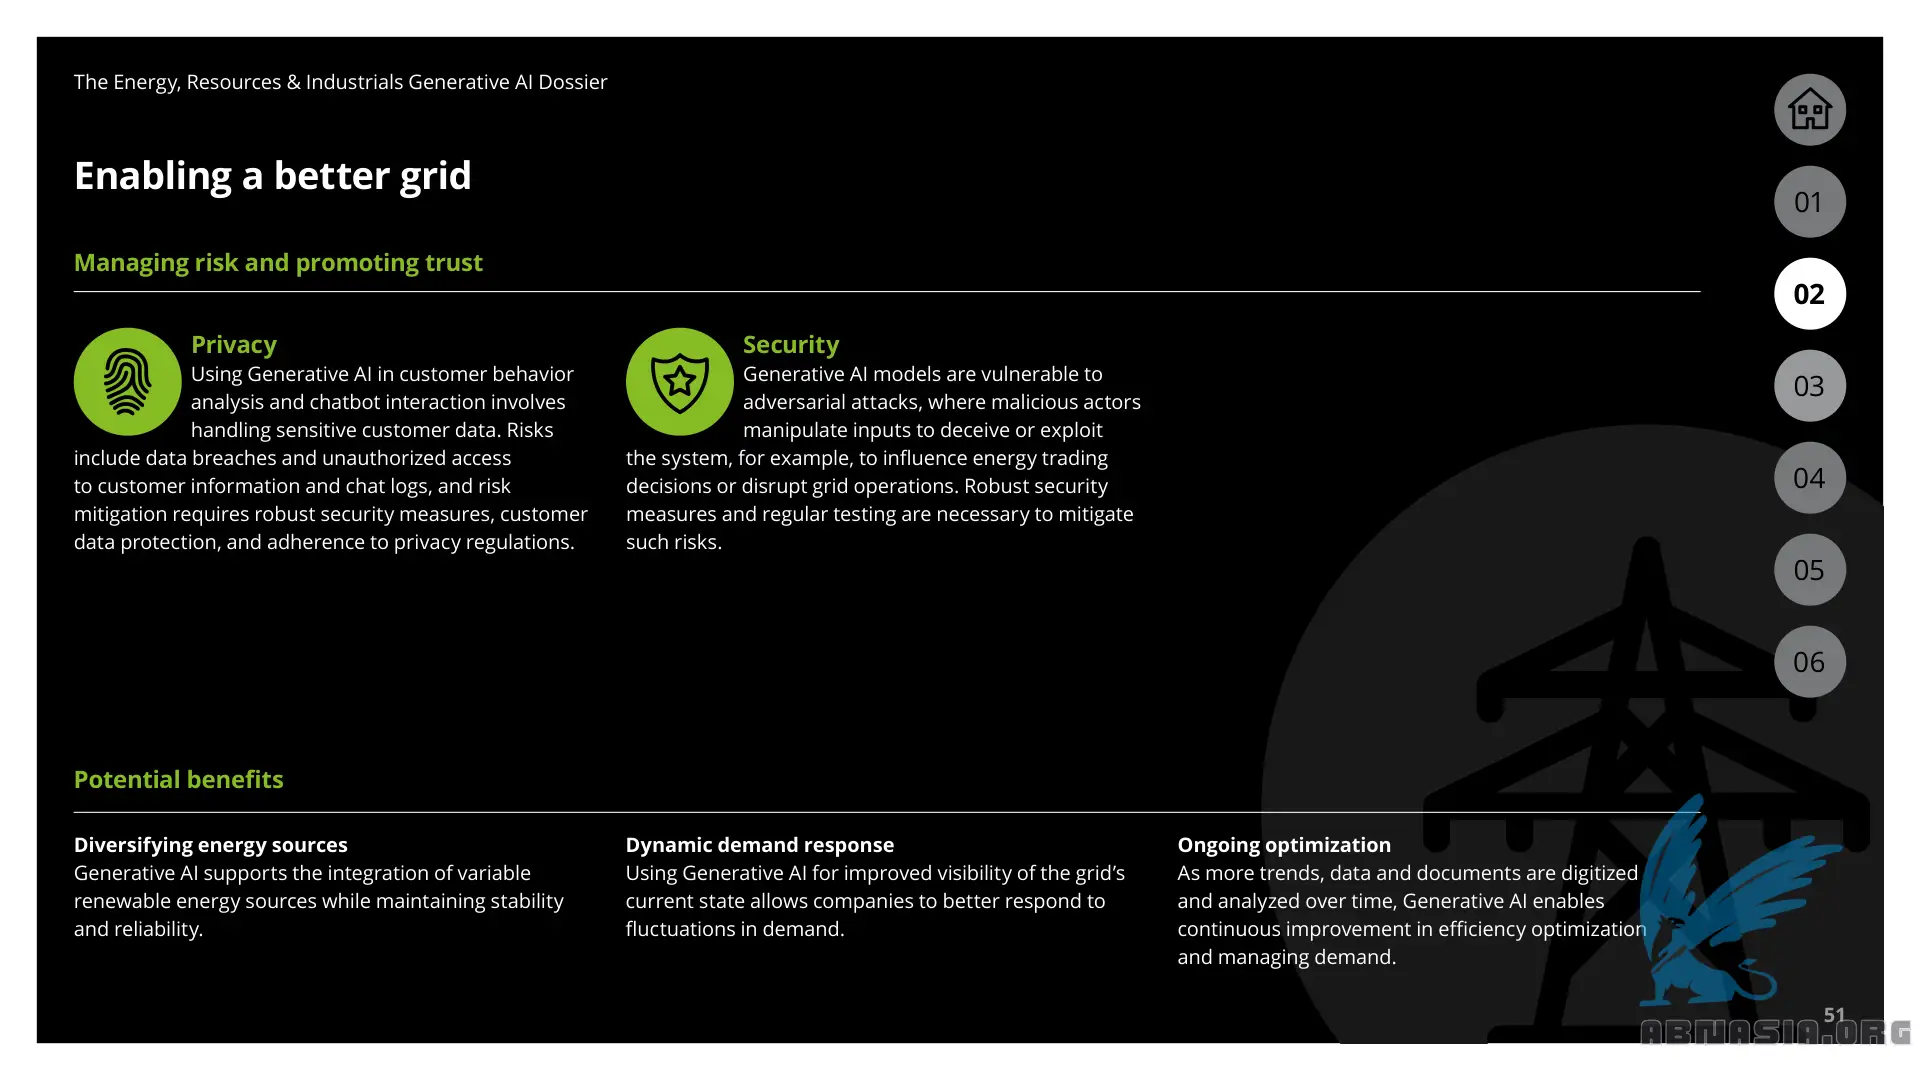 The Energy, Resources & Industrials Generative AI Dossier
Enabling a better grid
Managing risk and promoting trust
Privacy
Using Generative AI in customer behavior
analysis and chatbot interaction involves
handling sensitive customer data. Risks
include data breaches and unauthorized access
to customer information and chat logs, and risk
mitigation requires robust security measures, customer
data protection, and adherence to privacy regulations.
Security
Generative AI models are vulnerable to
adversarial attacks, where malicious actors
manipulate inputs to deceive or exploit
the system, for example, to influence energy trading
decisions or disrupt grid operations. Robust security
measures and regular testing are necessary to mitigate
such risks.
Potential benefits
Diversifying energy sources
Generative AI supports the integration of variable
renewable energy sources while maintaining stability
and reliability.
Dynamic demand response
Using Generative AI for improved visibility of the grid’s
current state allows companies to better respond to
fluctuations in demand.
Ongoing optimization
As more trends, data and documents are digitized
and analyzed over time, Generative AI enables
continuous improvement in efficiency optimization
and managing demand.
01
02
03
04
05
06
51
ABNASIA.ORG